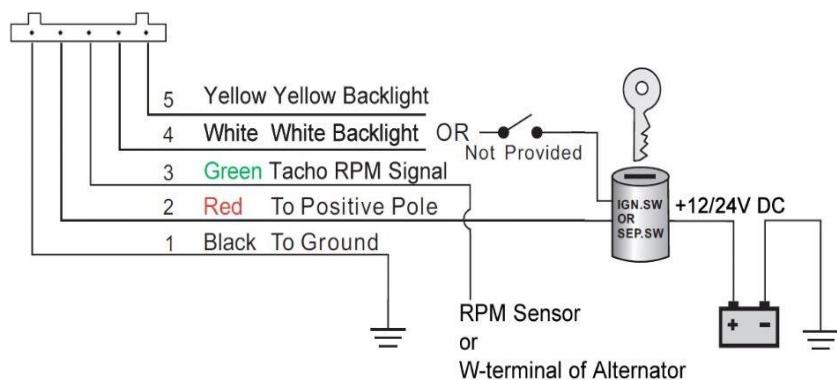 5 Yellow Yellow Backlight
4 White White Backlight OR
Not Provided
3 Green Tacho RPM Signal
2 Red To Positive Pole
1 Black To Ground
IGN.SW
OR
SEP.SW
+12/24V DC
+ -
RPM Sensor
or
W-terminal of Alternator